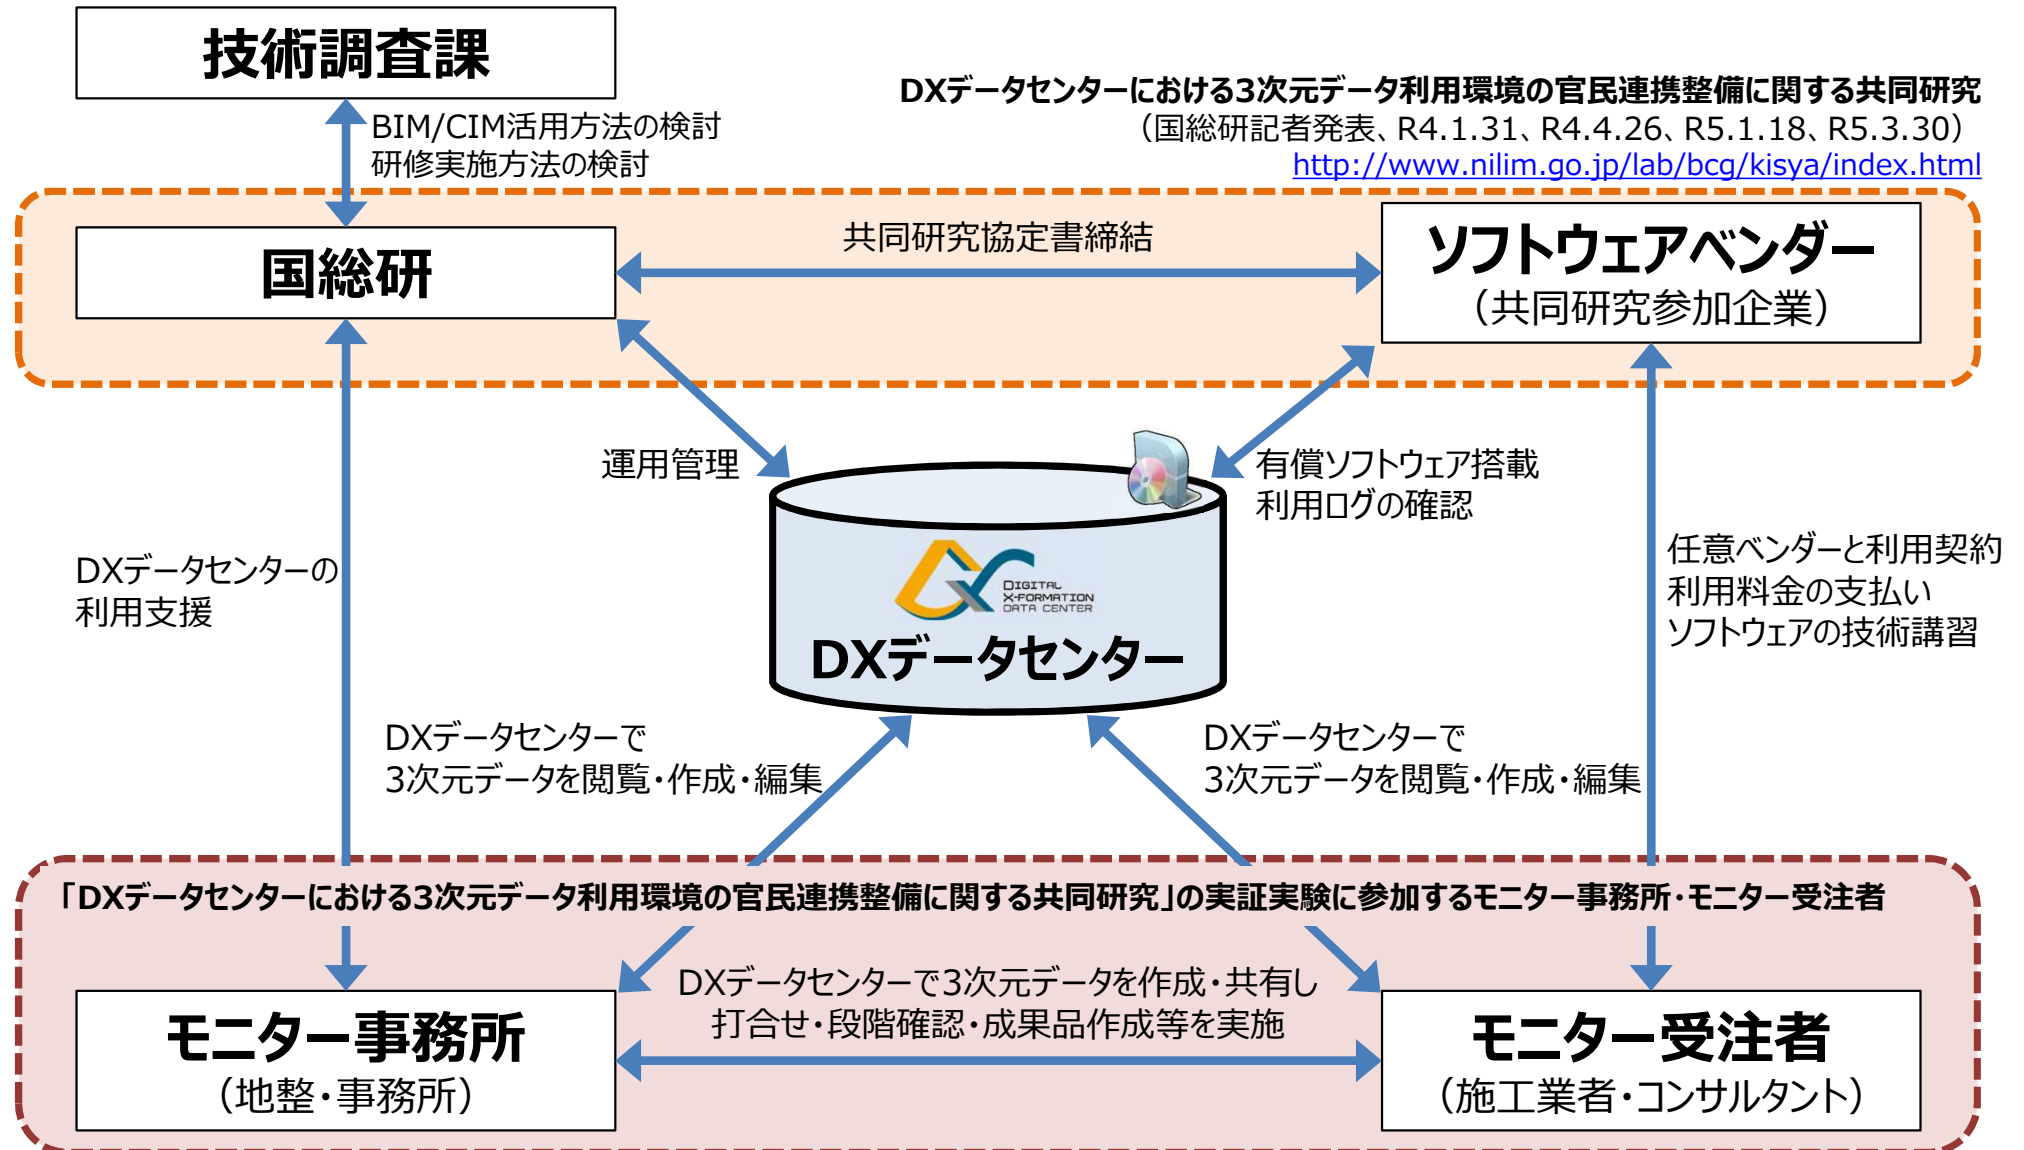 技術調査課
BIM/CIM活用方法の検討
研修実施方法の検討
DXデータセンターにおける3次元データ利用環境の官民連携整備に関する共同研究
（国総研記者発表、R4.1.31、R4.4.26、R5.1.18、R5.3.30）
http://www.nilim.go.jp/lab/bcg/kisya/index.html
国総研
共同研究協定書締結
ソフトウェアベンダー
（共同研究参加企業）
運用管理
有償ソフトウェア搭載
利用ログの確認
DXデータセンターの
利用支援
DIGITAL
X-FORMATION
DATA CENTER
DXデータセンター
任意ベンダーと利用契約
利用料金の支払い
ソフトウェアの技術講習
DXデータセンターで
3次元データを閲覧・作成・編集
DXデータセンターで
3次元データを閲覧・作成・編集
「DXデータセンターにおける3次元データ利用環境の官民連携整備に関する共同研究」の実証実験に参加するモニター事務所・モニター受注者
DXデータセンターで3次元データを作成・共有し
打合せ・段階確認・成果品作成等を実施
モニター事務所
（地整・事務所）
モニター受注者
（施工業者・コンサルタント）